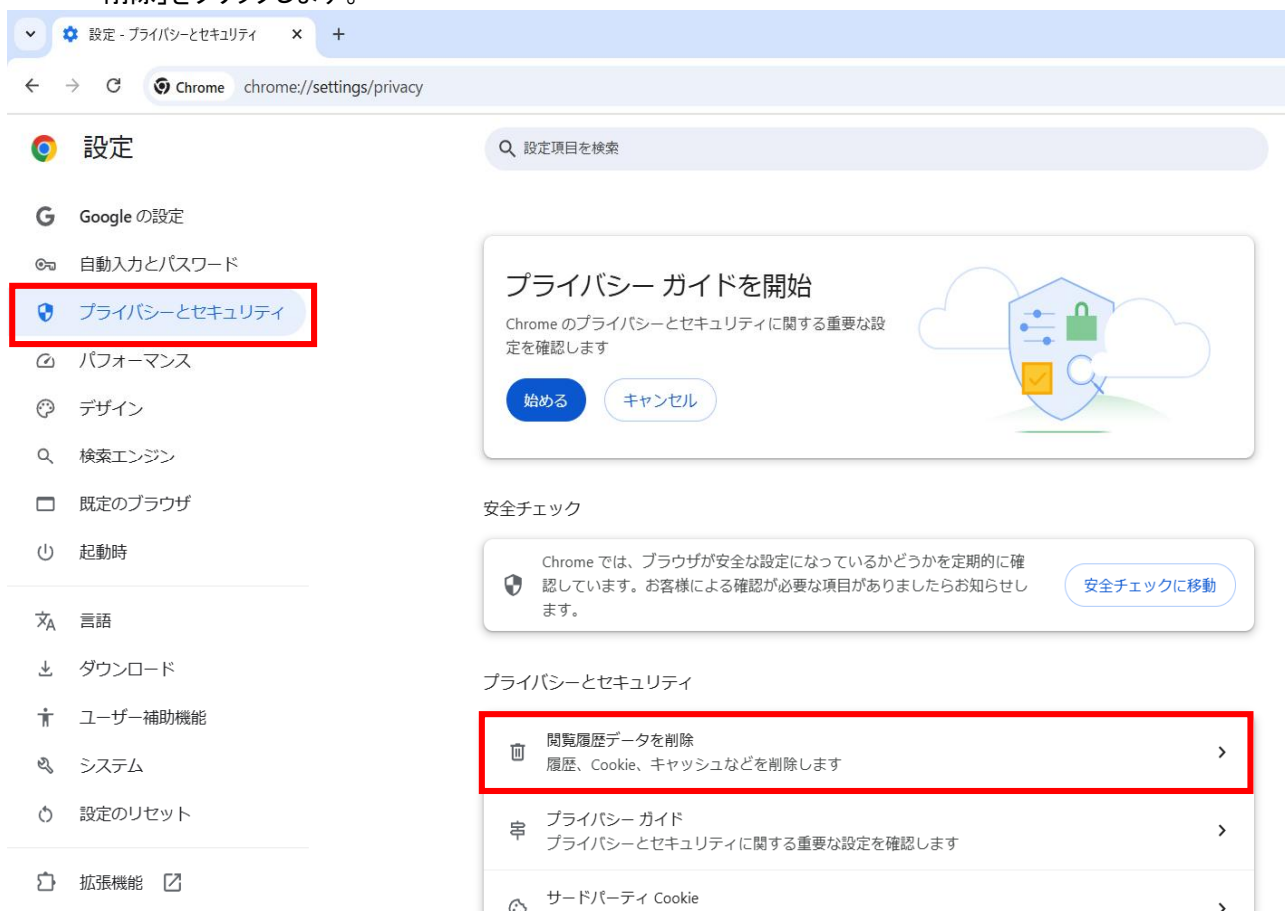 削除」をクリックします。
設定 - プライバシーとセキュリティ
Chrome chrome://settings/privacy
設定
設定項目を検索
Google の設定
自動入力とパスワード
プライバシーとセキュリティ
パフォーマンス
デザイン
検索エンジン
既定のブラウザ
起動時
言語
ダウンロード
ユーザー補助機能
システム
設定のリセット
拡張機能
プライバシー ガイドを開始
Chrome のプライバシーとセキュリティに関する重要な設
定を確認します
始める
キャンセル
安全チェック
Chrome では、ブラウザが安全な設定になっているかどうかを定期的に確
認しています。お客様による確認が必要な項目がありましたらお知らせし
ます。
安全チェックに移動
プライバシーとセキュリティ
閲覧履歴データを削除
履歴、Cookie、キャッシュなどを削除します
プライバシー ガイド
プライバシーとセキュリティに関する重要な設定を確認します
サードパーティ Cookie